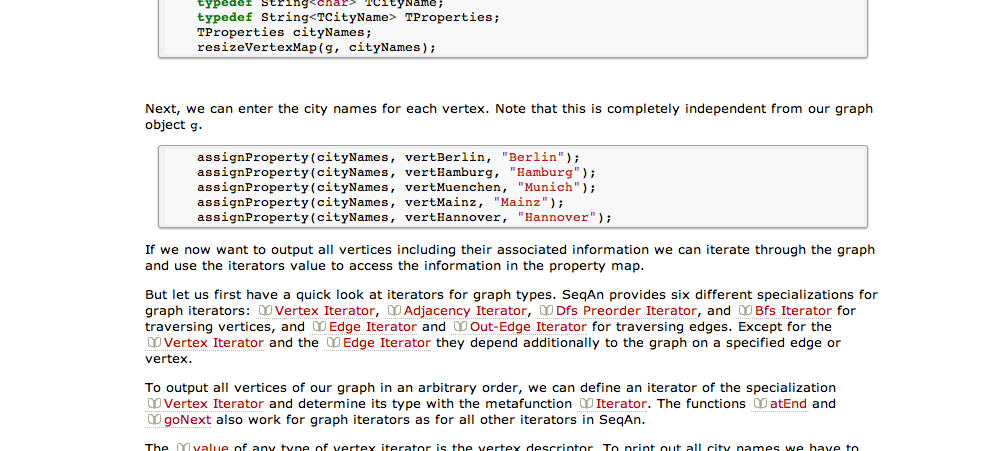 typedef String<char> TCityName;
typedef String<TCityName> TProperties;
TProperties cityNames;
resizeVertexMap(g, cityNames);
Next, we can enter the city names for each vertex. Note that this is completely independent from our graph
object g.
assignProperty(cityNames, vertBerlin, "Berlin");
assignProperty(cityNames, vertHamburg, "Hamburg");
assignProperty(cityNames, vertMuenchen, "Munich");
assignProperty(cityNames, vertMainz, "Mainz");
assignProperty(cityNames, vertHannover, "Hannover");
If we now want to output all vertices including their associated information we can iterate through the graph
and use the iterators value to access the information in the property map.
But let us first have a quick look at iterators for graph types. SeqAn provides six different specializations for
graph iterators: Vertex Iterator, Adjacency Iterator, Dfs Preorder Iterator, and Bfs Iterator for
traversing vertices, and Edge Iterator and Out-Edge Iterator for traversing edges. Except for the
Vertex Iterator and the Edge Iterator they depend additionally to the graph on a specified edge or
vertex.
To output all vertices of our graph in an arbitrary order, we can define an iterator of the specialization
Vertex Iterator and determine its type with the metafunction Iterator. The functions atEnd and
goNext also work for graph iterators as for all other iterators in SeqAn.
The value of any type of vertex iterator is the vertex descriptor. To print out all city names we have to